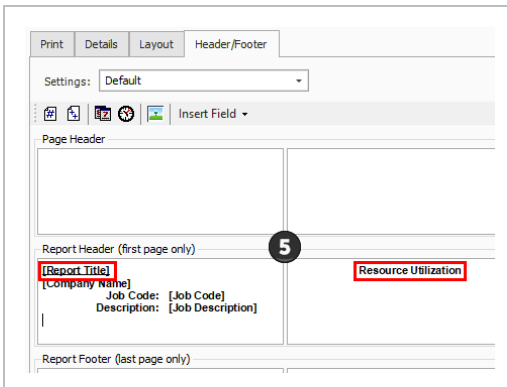 Print Details Layout Header/Footer
Settings: Default
# Insert Field
Page Header
Report Header (first page only)
5
[Report Title] Resource Utilization
[Company Name]
Job Code: [Job Code]
Description: [Job Description]
Report Footer (last page only)